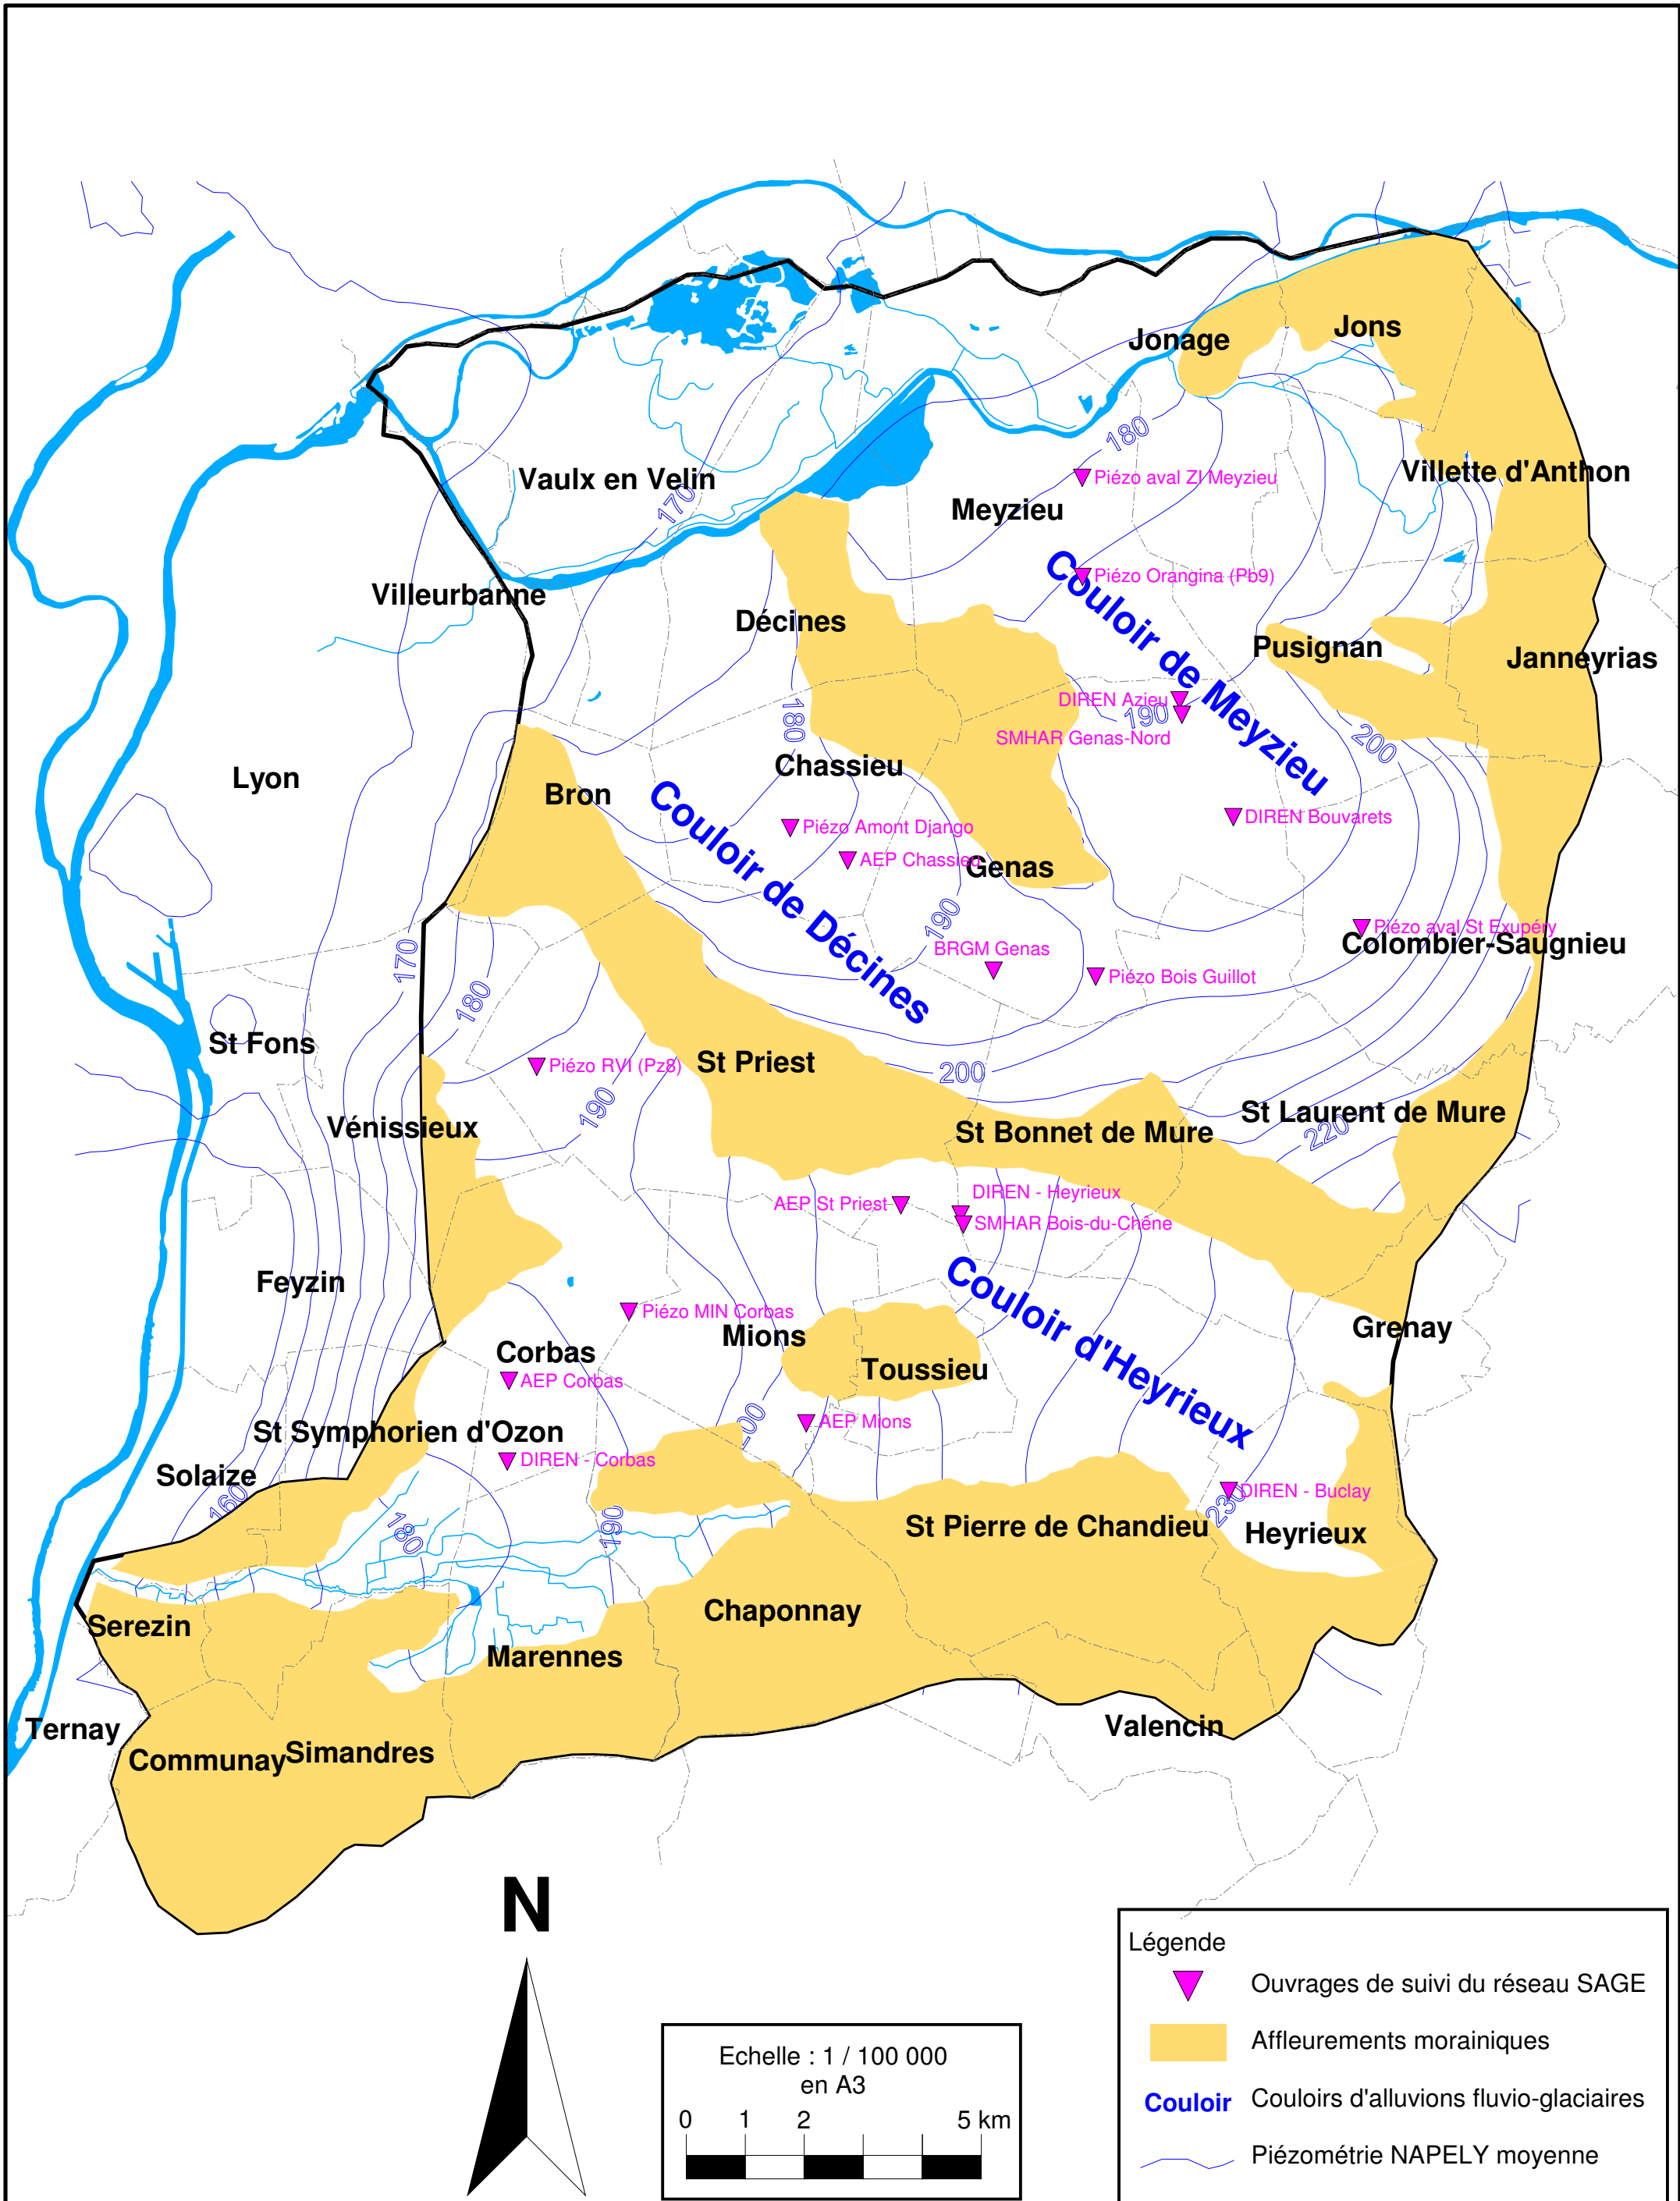 Jons
Jonage
180
Villette d'Anthon
Piézo aval ZI Meyzieu
Vaulx en Velin
170
Meyzieu
Couloir de Meyzieu
Piézo Orangina (Pb9)
Villeurbanne
Décines
Pusignan
Janneyrias
DIREN Azieu
190
SMHAR Genas-Nord
180
200
Chassieu
Lyon
Bron
Couloir de Décines
DIREN Bouvarets
Piézo Amont Django
AEP Chassieu
Genas
190
Piézo aval St Exupéry
Colombier-Saugnieu
BRGM Genas
170
Piézo Bois Guillot
180
St Fons
St Priest
Piézo RVI (Pz8)
200
190
St Laurent de Mure
Vénissieux
St Bonnet de Mure
220
DIREN - Heyrieux
AEP St Priest
SMHAR Bois-du-Chêne
Feyzin
Couloir d'Heyrieux
Piézo MIN Corbas
Mions
Grenay
Corbas
Toussieu
AEP Corbas
AEP Mions
St Symphorien d'Ozon
DIREN - Corbas
Solaize
DIREN - Buclay
160
230
180
190
St Pierre de Chandieu
Heyrieux
Chaponnay
Serezin
Marennes
Ternay
Valencin
Communay
Simandres
N
Echelle : 1 / 100 000
en A3
0 1 2 5 km
Légende
Ouvrages de suivi du réseau SAGE
Affleurements morainiques
Couloir Couloirs d'alluvions fluvio-glaciaires
Piézométrie NAPELY moyenne